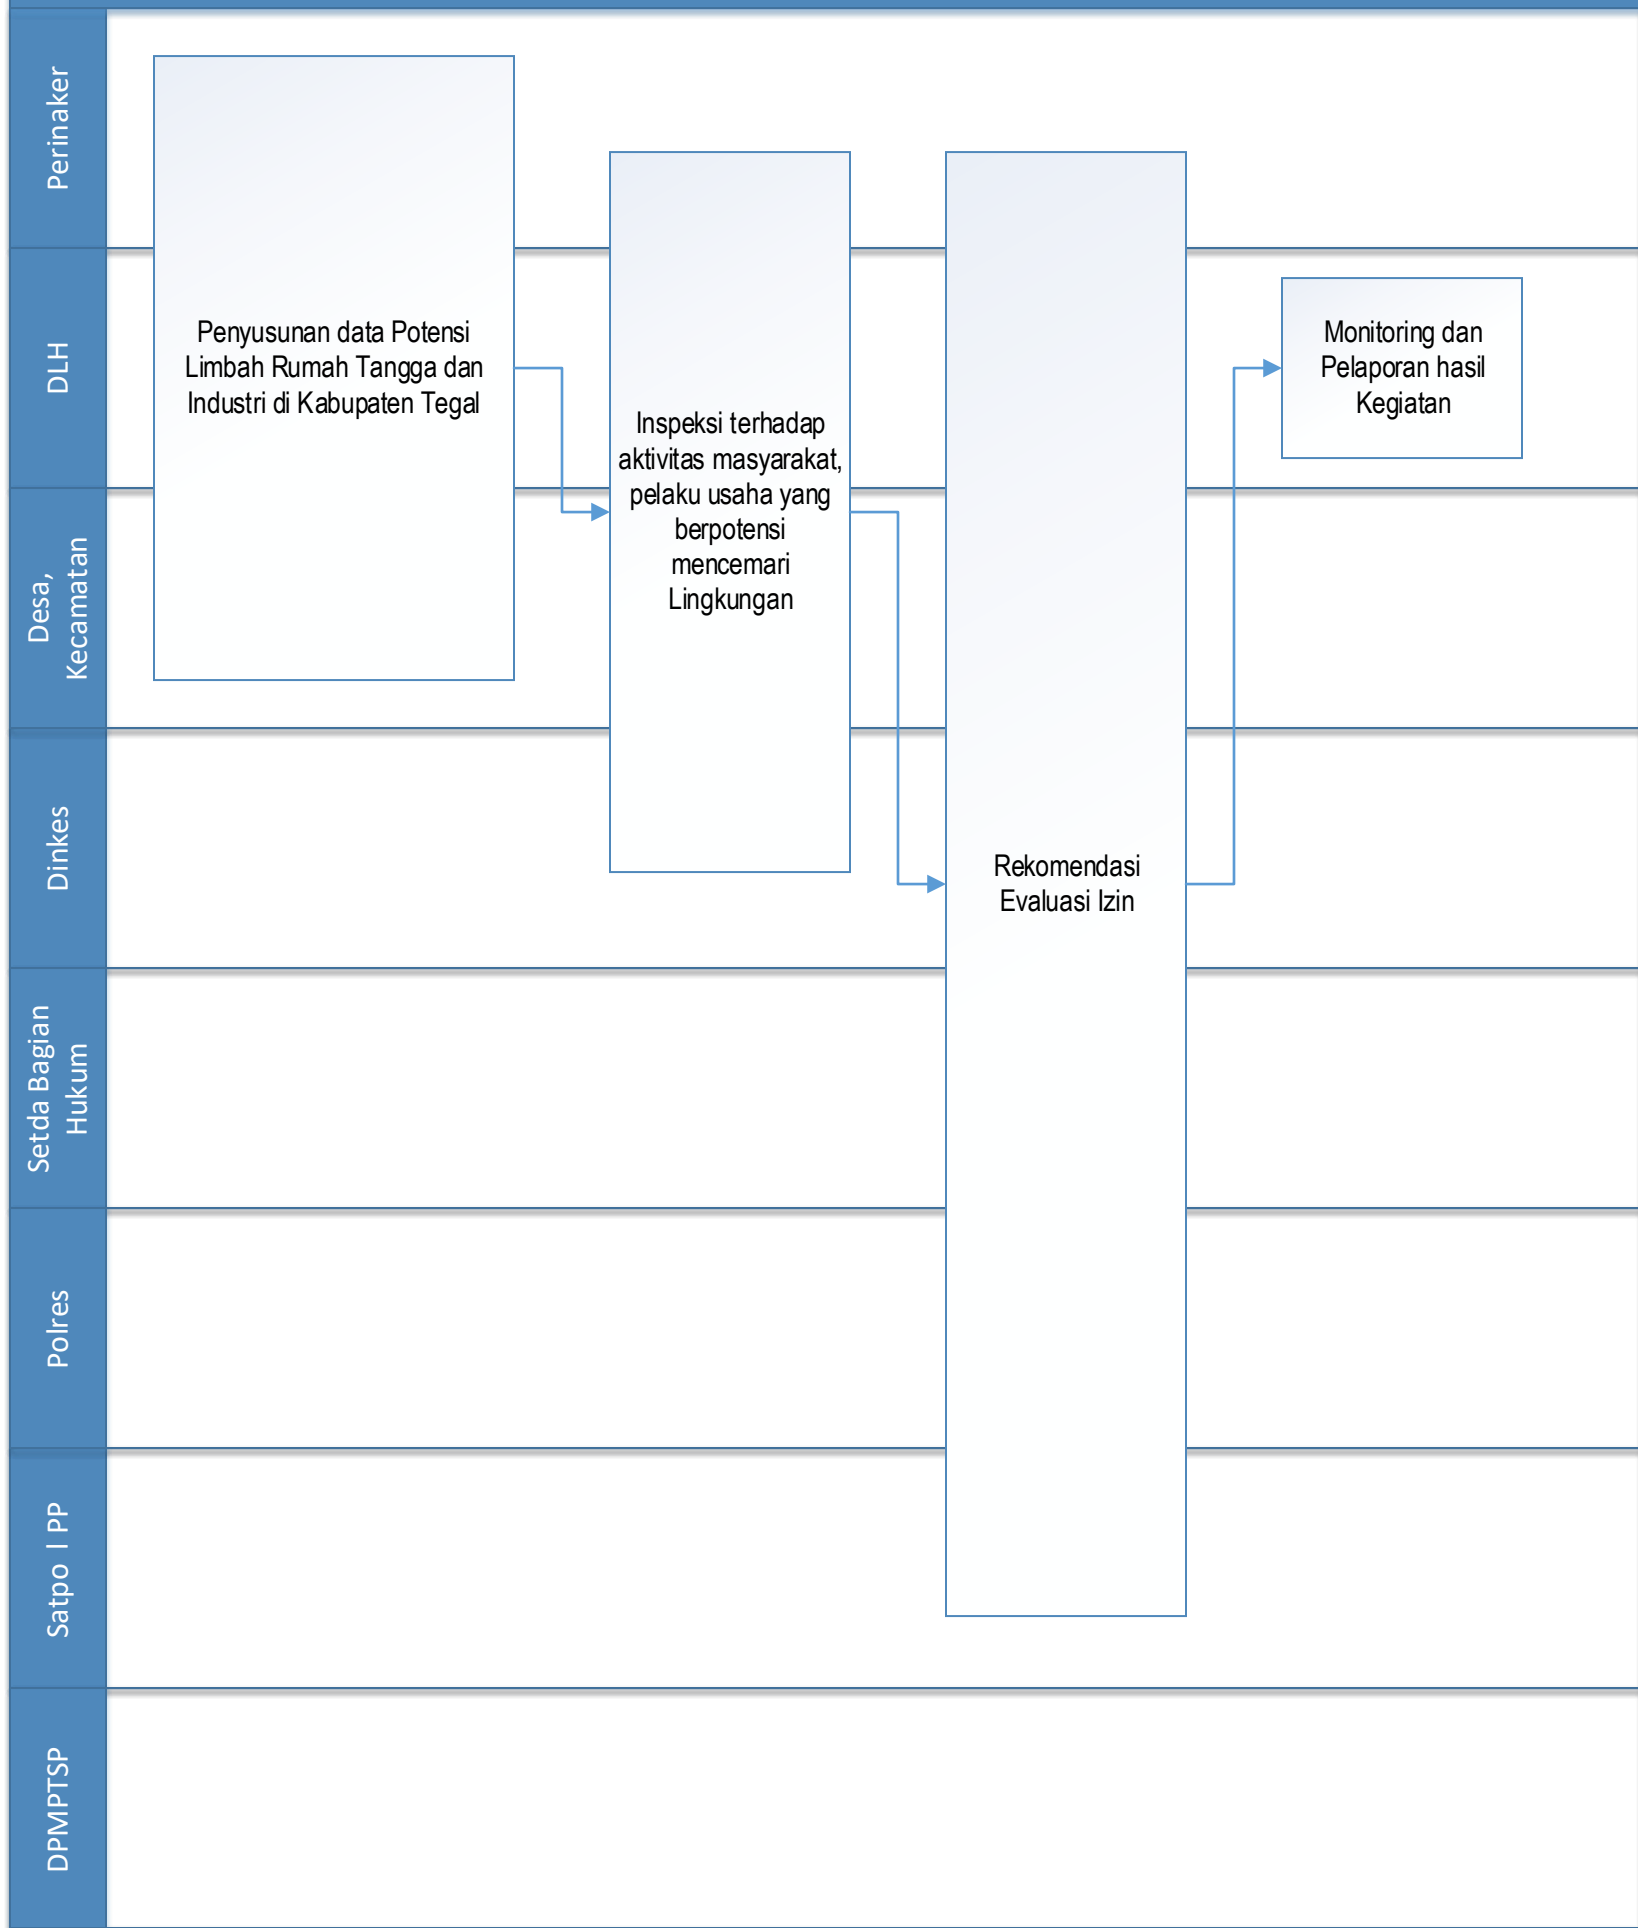 Perinaker
DLH
Desa,
Kecamatan
Dinkes
Setda Bagian
Hukum
Polres
Satpo l PP
DPMPTSP
Penyusunan data Potensi
Limbah Rumah Tangga dan
Industri di Kabupaten Tegal
Inspeksi terhadap
aktivitas masyarakat,
pelaku usaha yang
berpotensi
mencemari
Lingkungan
Rekomendasi
Evaluasi Izin
Monitoring dan
Pelaporan hasil
Kegiatan